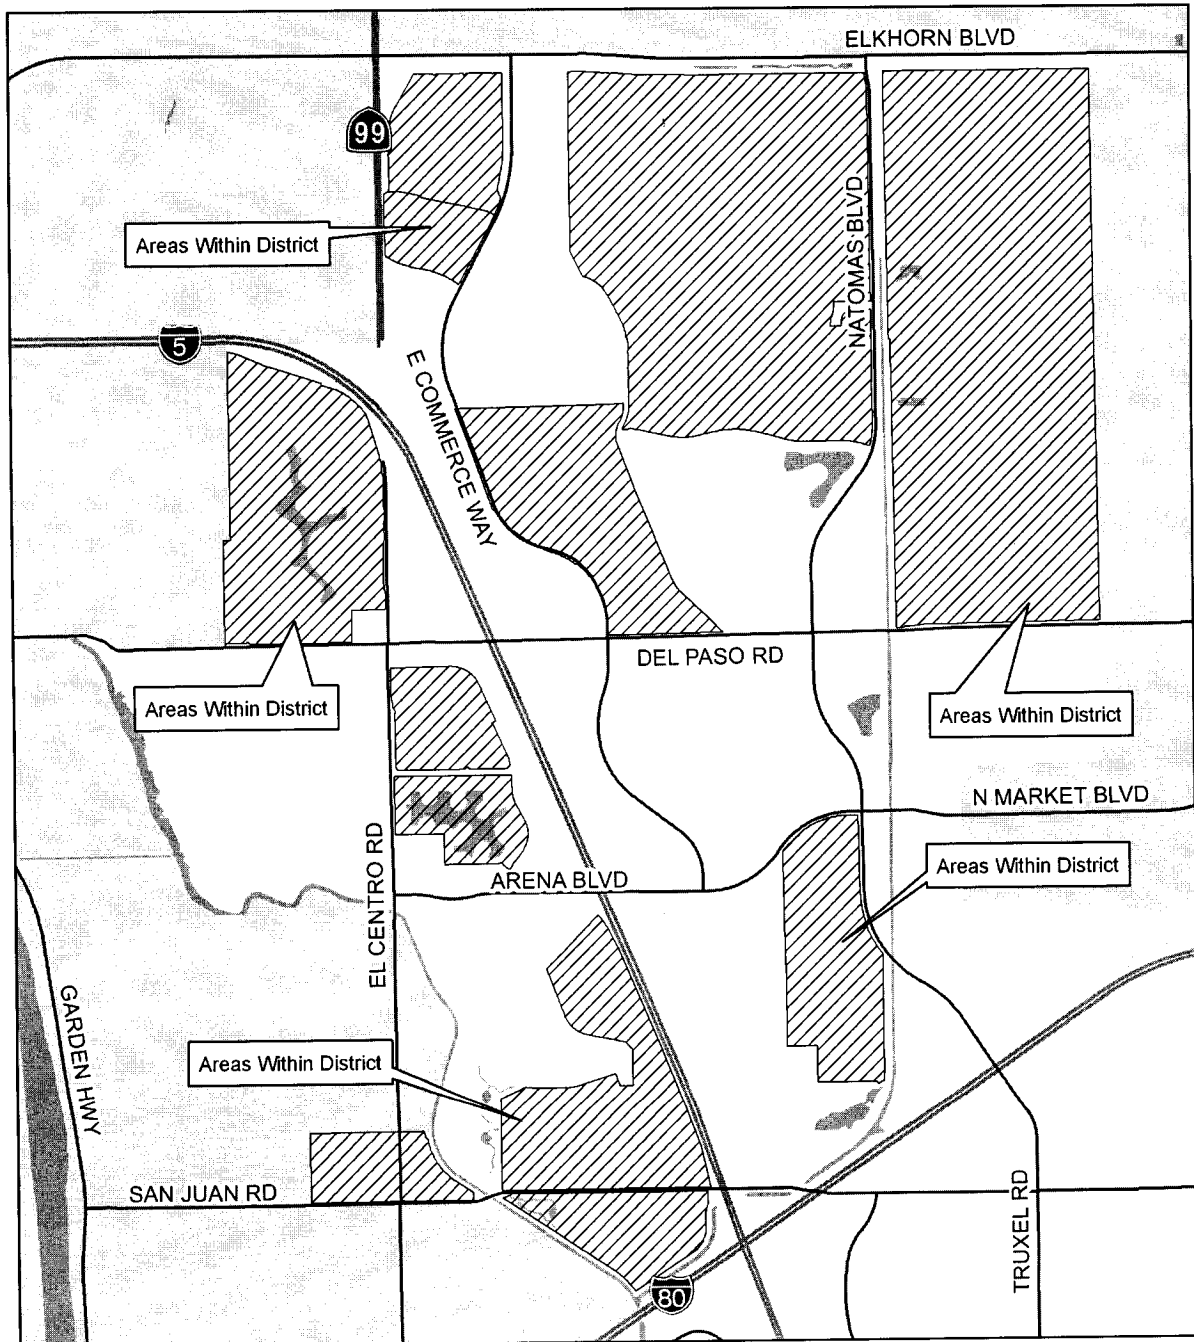 ELKHORN BLVD
99
NATOMAS BLVD
Areas Within District
5
E COMMERCE WAY
DEL PASO RD
Areas Within District
Areas Within District
N MARKET BLVD
EL CENTRO RD
ARENA BLVD
Areas Within District
GARDEN HWY
Areas Within District
SAN JUAN RD
TRUXEL RD
80